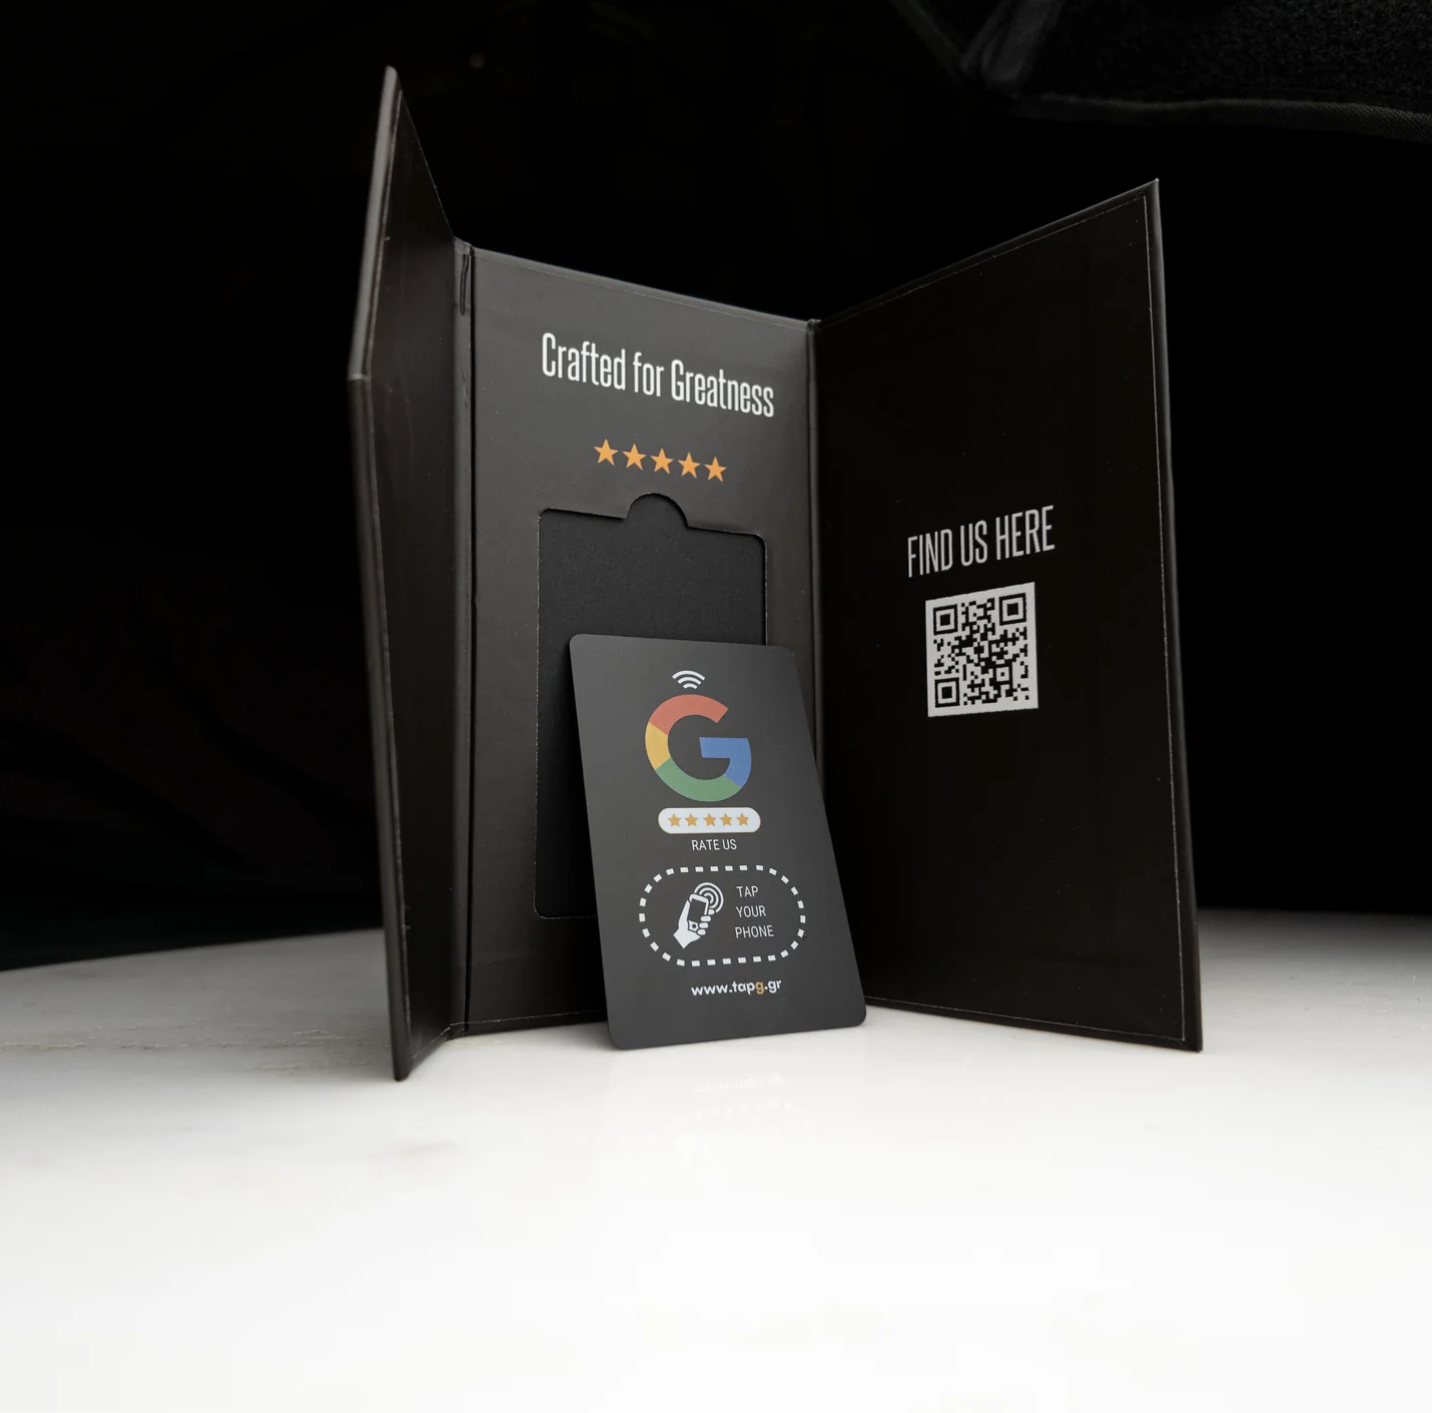 Crafted for Greatness
FIND US HERE
G
RATE US
TAP
YOUR
PHONE
www.tapg.gr